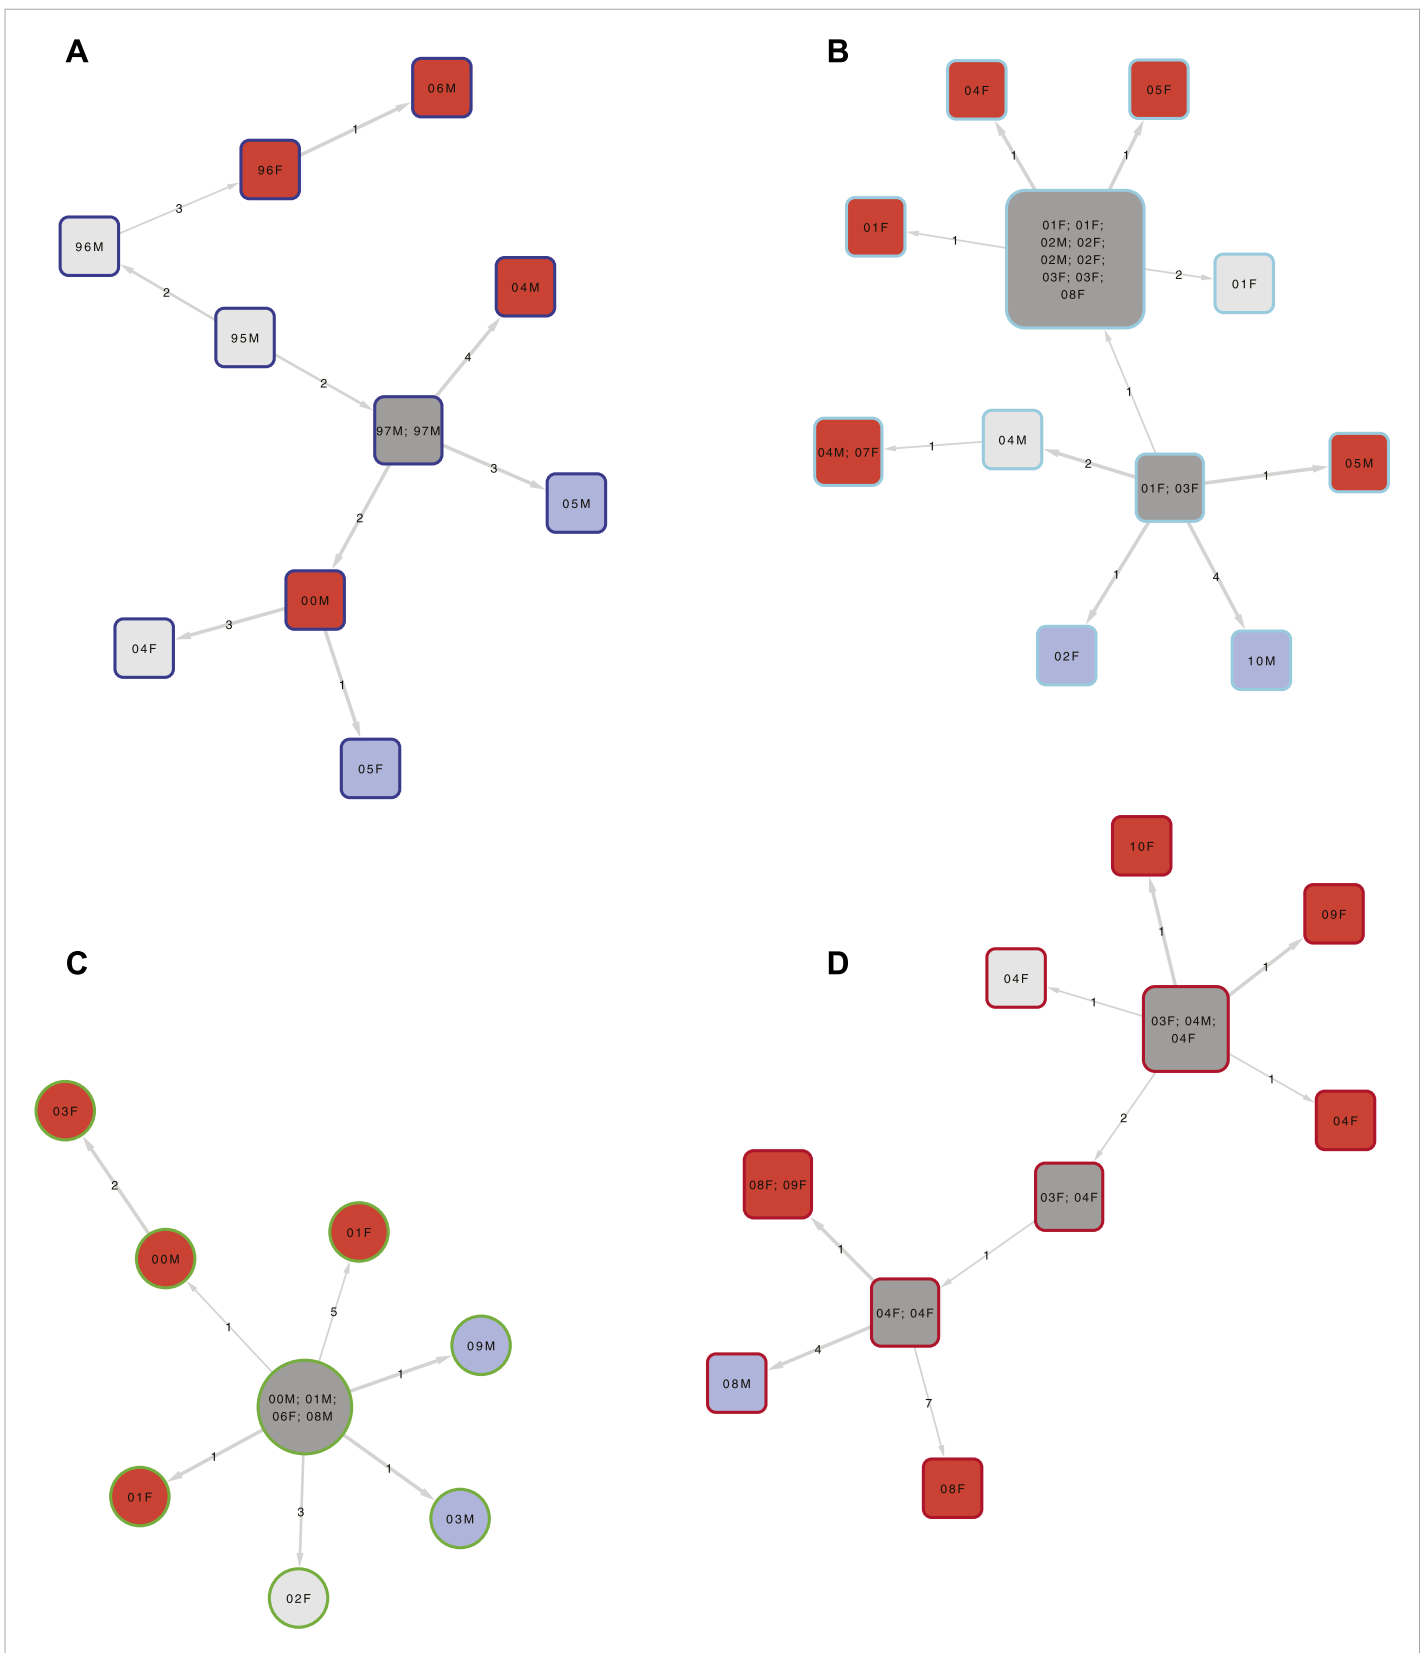 A
06M
1
96F
3
96M
2
95M
2
04M
4
97M; 97M
3
05M
2
00M
3
04F
1
05F
B
04F
05F
1
1
01F
1
01F; 01F;
02M; 02F;
02M; 02F;
03F; 03F;
08F
2
01F
1
04M; 07F
1
04M
2
01F; 03F
1
05M
1
4
02F
10M
C
03F
2
00M
01F
1
5
09M
1
00M; 01M;
06F; 08M
1
1
01F
3
03M
02F
D
10F
09F
1
1
04F
1
03F; 04M;
04F
1
04F
2
08F; 09F
03F; 04F
1
1
04F; 04F
4
08M
7
08F